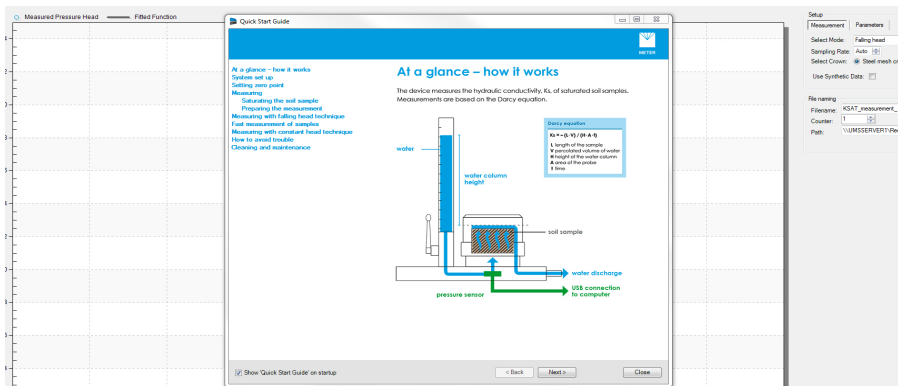 Measured Pressure Head
Fitted Function
Quick Start Guide
METER
At a glance – how it works
System set up
Setting zero point
Measuring
Saturating the soil sample
Preparing the measurement
Measuring with falling head technique
Fast measurement of samples
Measuring with constant head technique
How to avoid trouble
Cleaning and maintenance
At a glance – how it works
The device measures the hydraulic conductivity, Ks, of saturated soil samples.
Measurements are based on the Darcy equation.
Darcy equation
Ks = – (L·V) / (H·A·t)
L length of the sample
V percolated volume of water
H height of the water column
A area of the probe
t time
water
water column
height
soil sample
water discharge
pressure sensor
USB connection
to computer
Show 'Quick Start Guide' on startup
< Back
Next >
Close
Setup
Measurement
Parameters
Select Mode: Falling head
Sampling Rate: Auto
Select Crown: Steel mesh
Use Synthetic Data:
File naming
Filename: KSAT_measurement_
Counter: 1
Path: \\UMSSERVER1\